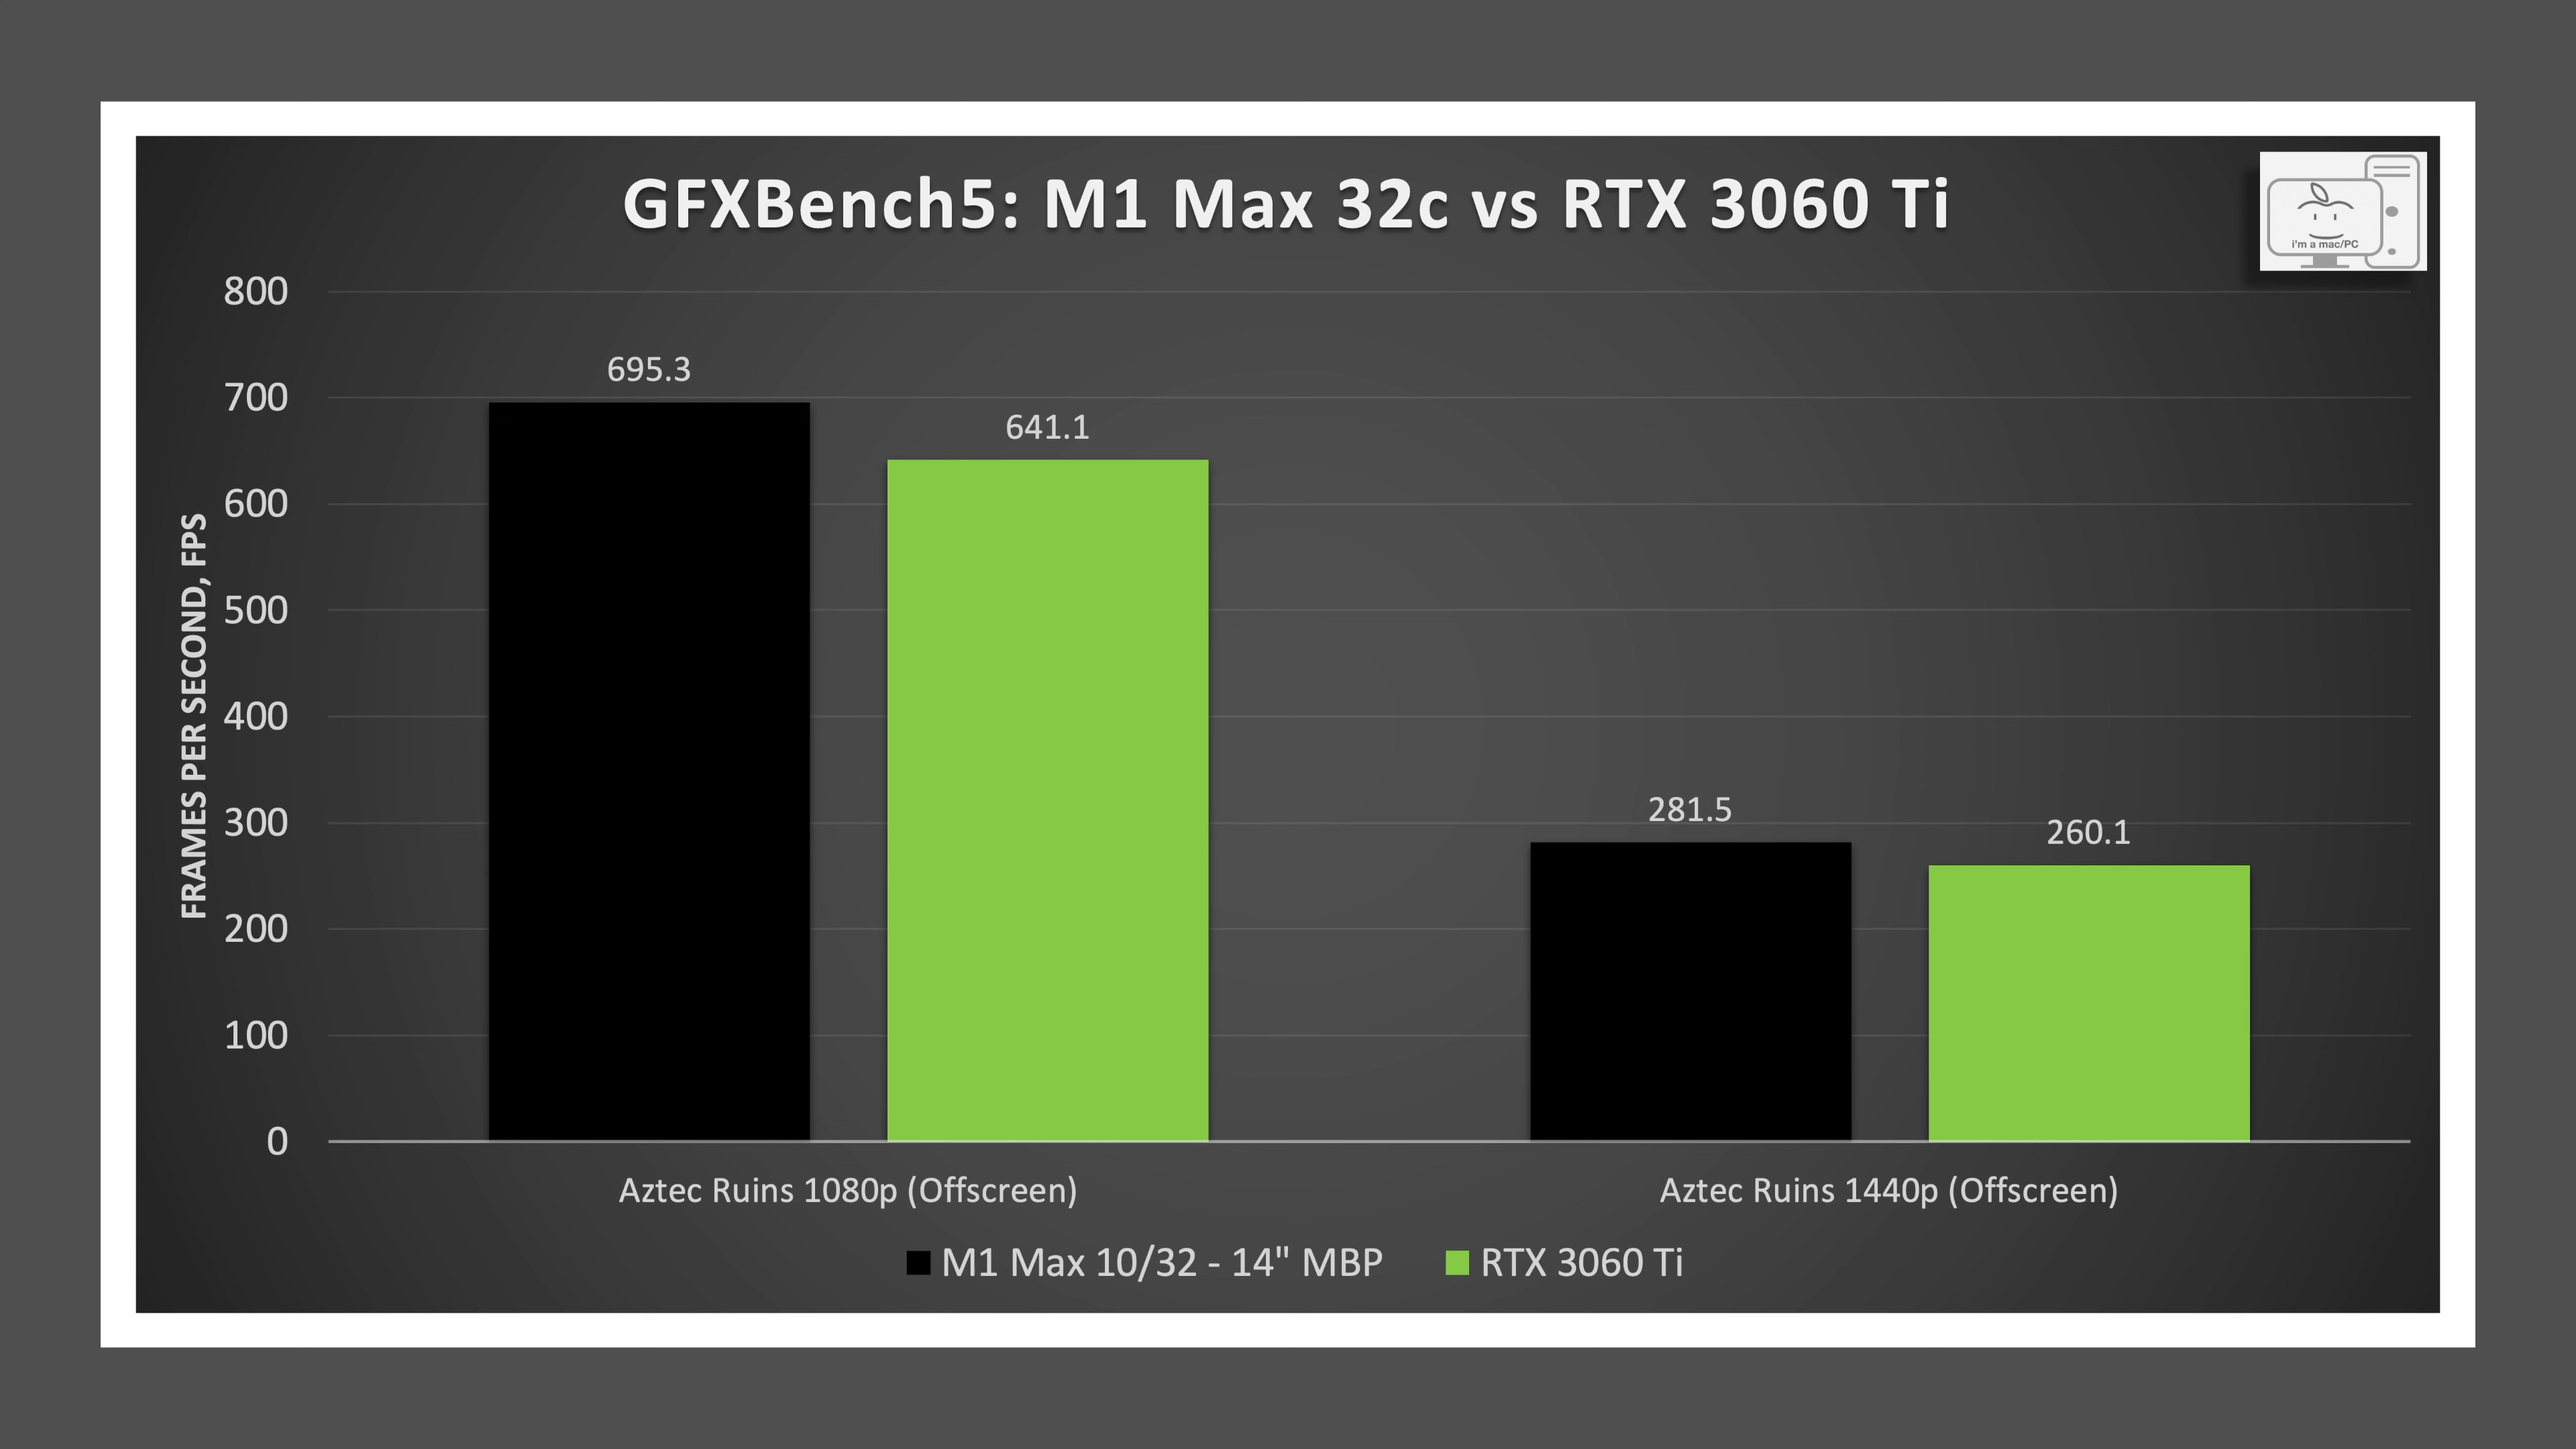 GFXBench5: M1 Max 32c vs RTX 3060 Ti
i'm a mac/PC
800
700
600
500
400
300
200
100
0
FRAMES PER SECOND, FPS
695.3
641.1
281.5
260.1
Aztec Ruins 1080p (Offscreen)
Aztec Ruins 1440p (Offscreen)
M1 Max 10/32 - 14" MBP
RTX 3060 Ti